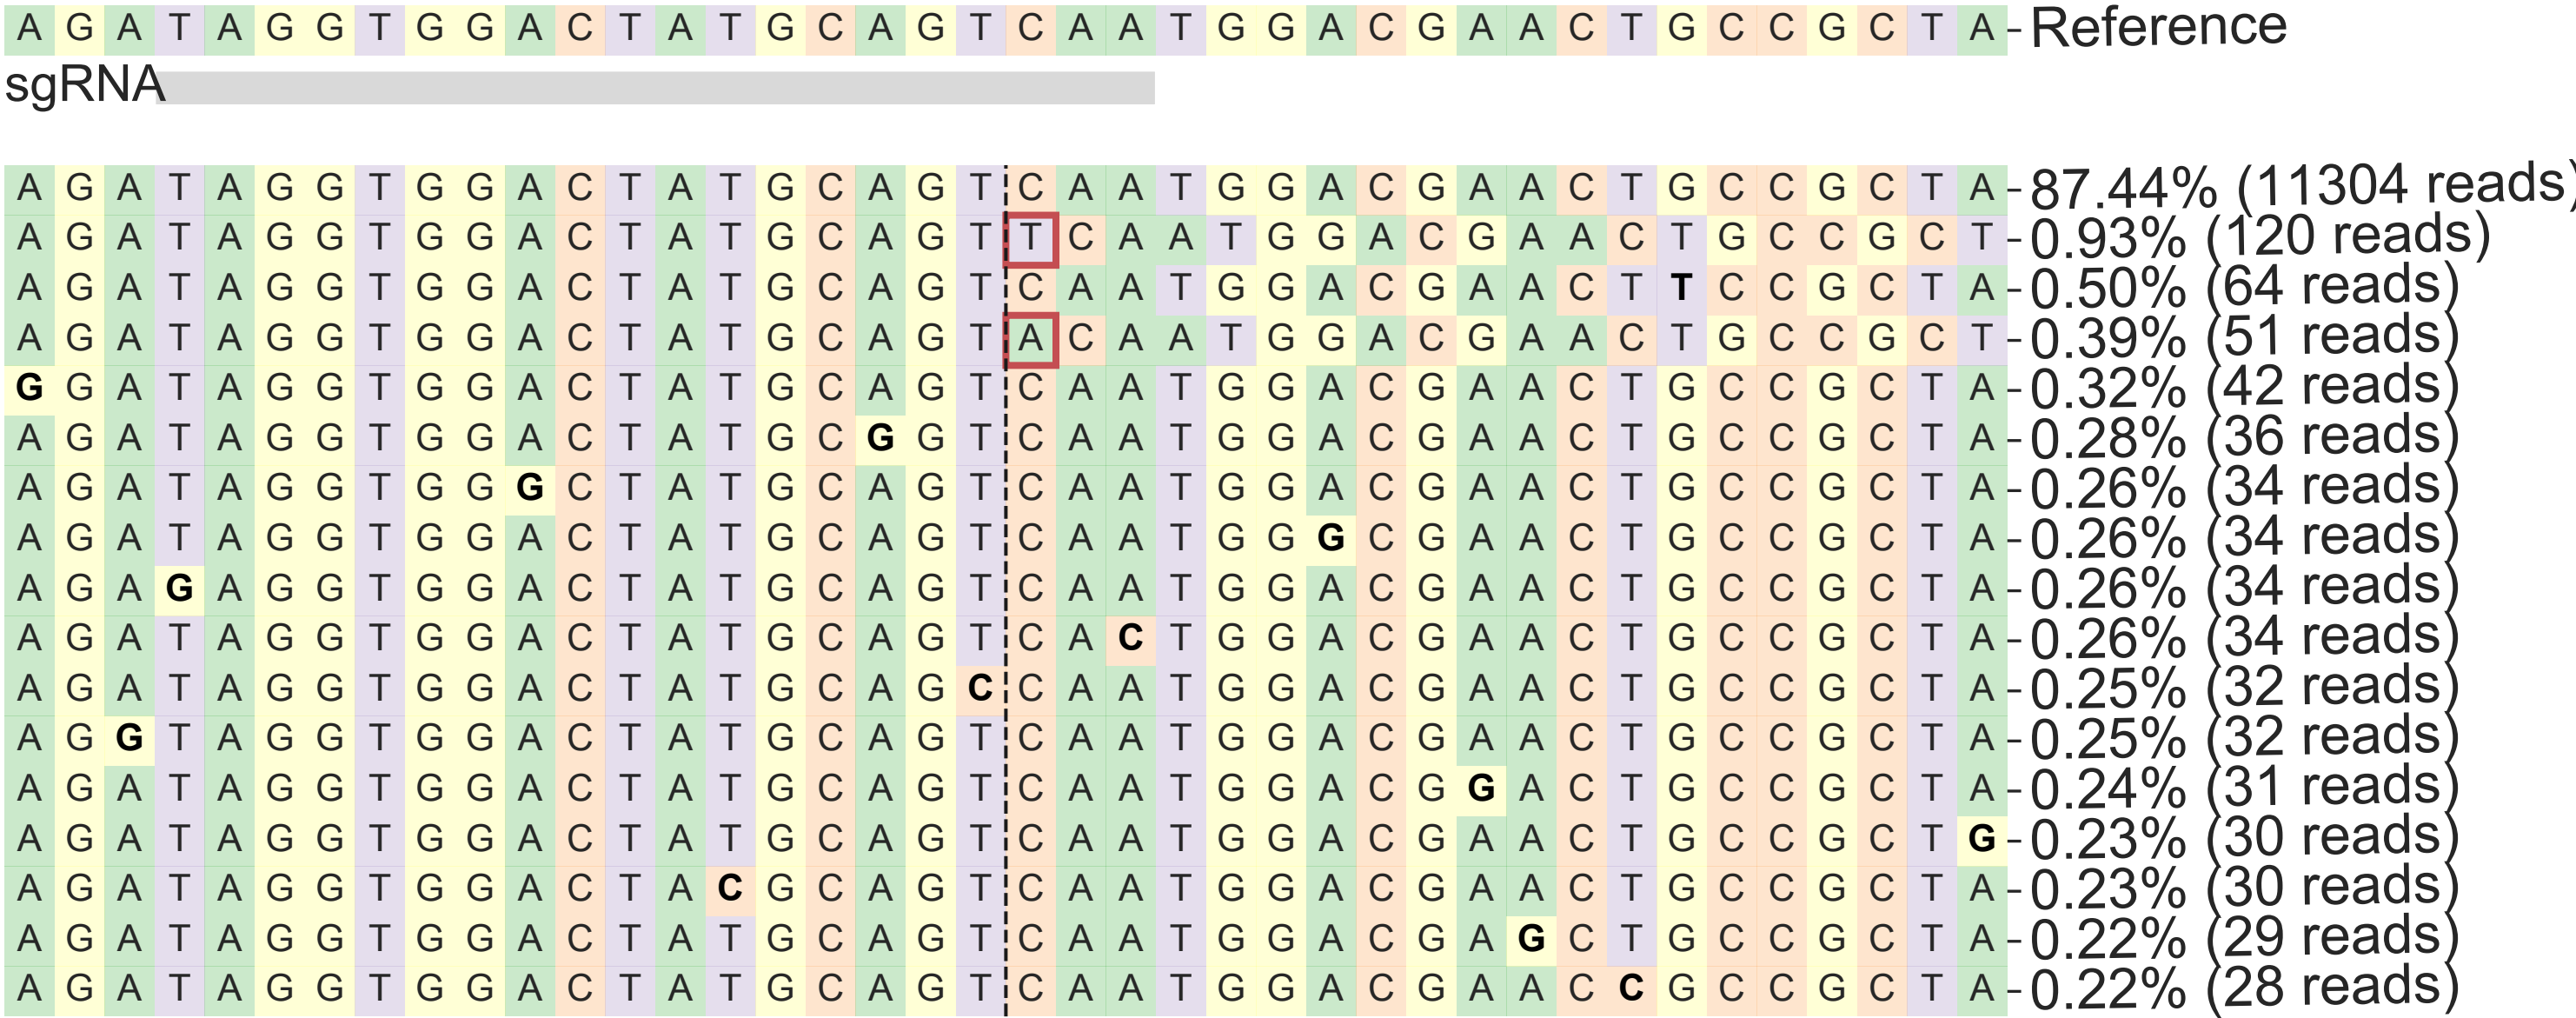 A G A T A G G T G G A C T A T G C A G T C A A T G G A C G A A C T G C C G C T A Reference
sgRNA
A G A T A G G T G G A C T A T G C A G T C A A T G G A C G A A C T G C C G C T A 87.44% (11304 reads)
A G A T A G G T G G A C T A T G C A G T T C A A T G G A C G A A C T G C C G C T 0.93% (120 reads)
A G A T A G G T G G A C T A T G C A G T C A A T G G A C G A A C T T C C G C T A 0.50% (64 reads)
A G A T A G G T G G A C T A T G C A G T A C A A T G G A C G A A C T G C C G C T 0.39% (51 reads)
G G A T A G G T G G A C T A T G C A G T C A A T G G A C G A A C T G C C G C T A 0.32% (42 reads)
A G A T A G G T G G A C T A T G C G G T C A A T G G A C G A A C T G C C G C T A 0.28% (36 reads)
A G A T A G G T G G G C T A T G C A G T C A A T G G A C G A A C T G C C G C T A 0.26% (34 reads)
A G A T A G G T G G A C T A T G C A G T C A A T G G G C G A A C T G C C G C T A 0.26% (34 reads)
A G A G A G G T G G A C T A T G C A G T C A A T G G A C G A A C T G C C G C T A 0.26% (34 reads)
A G A T A G G T G G A C T A T G C A G T C A C T G G A C G A A C T G C C G C T A 0.26% (34 reads)
A G A T A G G T G G A C T A T G C A G C C A A T G G A C G A A C T G C C G C T A 0.25% (32 reads)
A G G T A G G T G G A C T A T G C A G T C A A T G G A C G A A C T G C C G C T A 0.25% (32 reads)
A G A T A G G T G G A C T A T G C A G T C A A T G G A C G G A C T G C C G C T A 0.24% (31 reads)
A G A T A G G T G G A C T A T G C A G T C A A T G G A C G A A C T G C C G C T G 0.23% (30 reads)
A G A T A G G T G G A C T A C G C A G T C A A T G G A C G A A C T G C C G C T A 0.23% (30 reads)
A G A T A G G T G G A C T A T G C A G T C A A T G G A C G A G C T G C C G C T A 0.22% (29 reads)
A G A T A G G T G G A C T A T G C A G T C A A T G G A C G A A C C G C C G C T A 0.22% (28 reads)